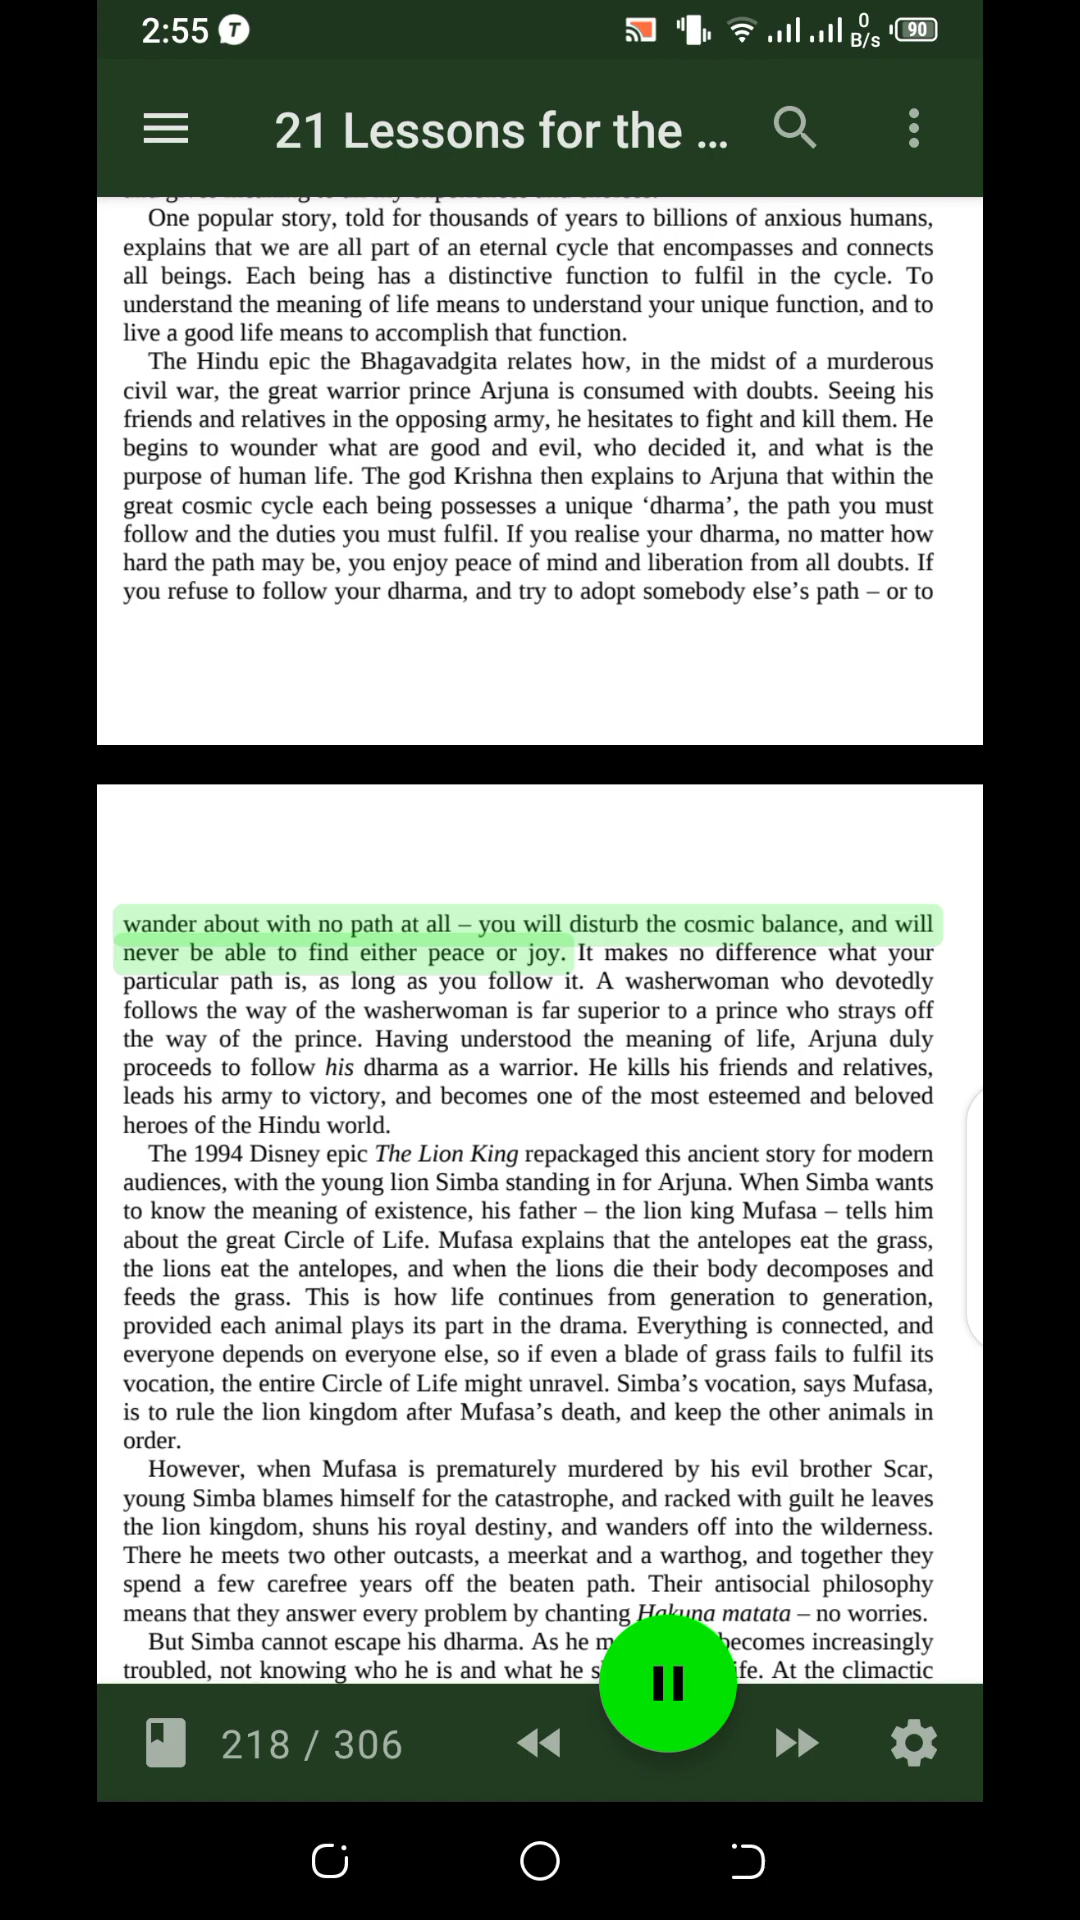 2:55
0
B/s
90
21 Lessons for the ...
One popular story, told for thousands of years to billions of anxious humans,
explains that we are all part of an eternal cycle that encompasses and connects
all beings. Each being has a distinctive function to fulfil in the cycle. To
understand the meaning of life means to understand your unique function, and to
live a good life means to accomplish that function.
The Hindu epic the Bhagavadgita relates how, in the midst of a murderous
civil war, the great warrior prince Arjuna is consumed with doubts. Seeing his
friends and relatives in the opposing army, he hesitates to fight and kill them. He
begins to wounder what are good and evil, who decided it, and what is the
purpose of human life. The god Krishna then explains to Arjuna that within the
great cosmic cycle each being possesses a unique ‘dharma’, the path you must
follow and the duties you must fulfil. If you realise your dharma, no matter how
hard the path may be, you enjoy peace of mind and liberation from all doubts. If
you refuse to follow your dharma, and try to adopt somebody else’s path – or to
wander about with no path at all – you will disturb the cosmic balance, and will
never be able to find either peace or joy. It makes no difference what your
particular path is, as long as you follow it. A washerwoman who devotedly
follows the way of the washerwoman is far superior to a prince who strays off
the way of the prince. Having understood the meaning of life, Arjuna duly
proceeds to follow his dharma as a warrior. He kills his friends and relatives,
leads his army to victory, and becomes one of the most esteemed and beloved
heroes of the Hindu world.
The 1994 Disney epic The Lion King repackaged this ancient story for modern
audiences, with the young lion Simba standing in for Arjuna. When Simba wants
to know the meaning of existence, his father – the lion king Mufasa – tells him
about the great Circle of Life. Mufasa explains that the antelopes eat the grass,
the lions eat the antelopes, and when the lions die their body decomposes and
feeds the grass. This is how life continues from generation to generation,
provided each animal plays its part in the drama. Everything is connected, and
everyone depends on everyone else, so if even a blade of grass fails to fulfil its
vocation, the entire Circle of Life might unravel. Simba’s vocation, says Mufasa,
is to rule the lion kingdom after Mufasa’s death, and keep the other animals in
order.
However, when Mufasa is prematurely murdered by his evil brother Scar,
young Simba blames himself for the catastrophe, and racked with guilt he leaves
the lion kingdom, shuns his royal destiny, and wanders off into the wilderness.
There he meets two other outcasts, a meerkat and a warthog, and together they
spend a few carefree years off the beaten path. Their antisocial philosophy
means that they answer every problem by chanting Hakuna matata – no worries.
But Simba cannot escape his dharma. As he becomes increasingly
troubled, not knowing who he is and what he At the climactic
218 / 306